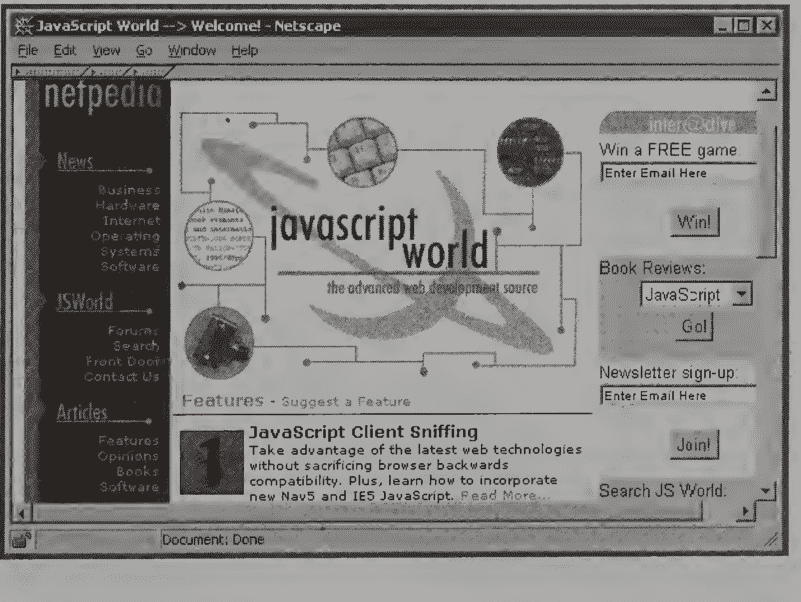 JavaScript World --> Welcome! - Netscape
File Edit View Go Window Help
netpedia
News
Business
Hardware
Internet
Operating
Systems
Software
JSWorld
Forums
Search
Front Door
Contact Us
Articles
Features
Opinions
Books
Software
javascript
world
the advanced web development source
Features - Suggest a Feature
1
JavaScript Client Sniffing
Take advantage of the latest web technologies
without sacrificing browser backwards
compatibility. Plus, learn how to incorporate
new Nav5 and IE5 JavaScript. Read More...
inter@ctive
Win a FREE game
Enter Email Here
Win!
Book Reviews:
JavaScript
Go!
Newsletter sign-up:
Enter Email Here
Join!
Search JS World:
Document: Done